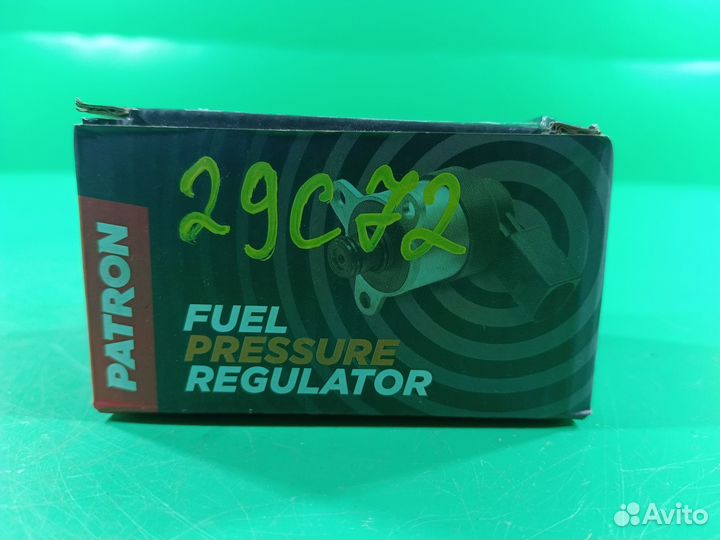 29C72
PATRON
FUEL
PRESSURE
REGULATOR
Avito